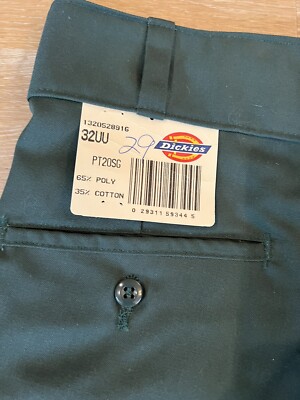 1320528916
32UU
29
Dickies
PT20SG
65% POLY
35% COTTON
0 29311 59344 5